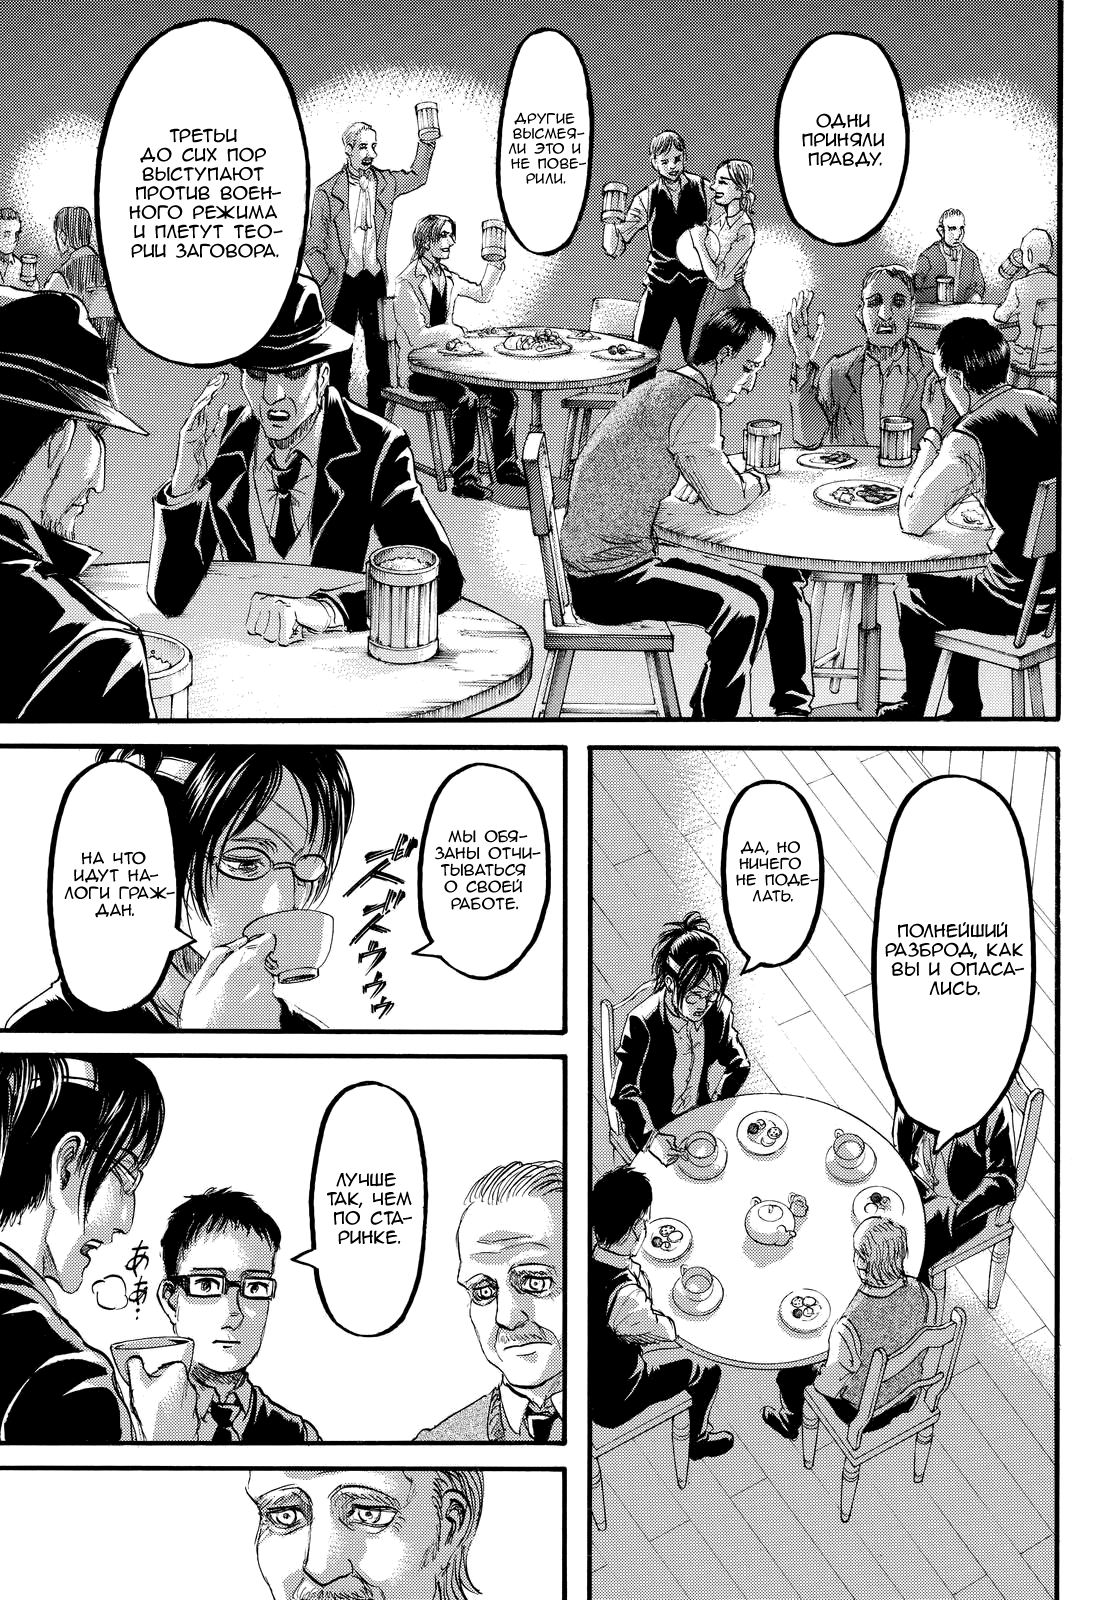 ОДНИ
ПРИНЯЛИ
ПРАВДУ.
ДРУГИЕ
ВЫСМЕЯ-
ЛИ ЭТО И
НЕ ПОВЕ-
РИЛИ.
ТРЕТЬИ
ДО СИХ ПОР
ВЫСТУПАЮТ
ПРОТИВ ВОЕН-
НОГО РЕЖИМА
И ПЛЕТУТ ТЕО-
РИИ ЗАГОВОРА.
ПОЛНЕЙШИЙ
РАЗБРОД, КАК
ВЫ И ОПАСА-
ЛИСЬ.
ДА, НО
НИЧЕГО
НЕ ПОДЕ-
ЛАТЬ.
МЫ ОБЯ-
ЗАНЫ ОТЧИ-
ТЫВАТЬСЯ
О СВОЕЙ
РАБОТЕ.
ズズゥゥゥ
НА ЧТО
ИДУТ НА-
ЛОГИ ГРАЖ-
ДАН.
ЛУЧШЕ
ТАК, ЧЕМ
ПО СТА-
РИНКЕ.
あぁ…